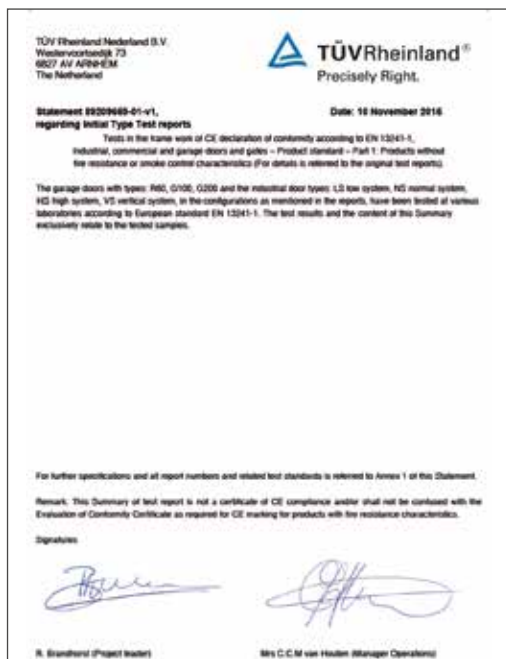 TÜV Rheinland Nederland B.V.
Westervoortsedijk 73
6827 AV ARNHEM
The Netherland
TÜVRheinland®
Precisely Right.
Statement 89209660-01-v1,
regarding Initial Type Test reports
Date: 10 November 2016
Tests in the frame work of CE declaration of conformity according to EN 13241-1,
Industrial, commercial and garage doors and gates – Product standard – Part 1: Products without
fire resistance or smoke control characteristics (For details is referred to the original test reports).
The garage doors with types: R60, G100, G200 and the industrial door types: LS low system, NS normal system,
HS high system, VS vertical system, in the configurations as mentioned in the reports, have been tested at various
laboratories according to European standard EN 13241-1. The test results and the content of this Summary
exclusively relate to the tested samples.
For further specifications and all report numbers and related test standards is referred to Annex 1 of this Statement.
Remark: This Summary of test report is not a certificate of CE compliance and/or shall not be confused with the
Evaluation of Conformity Certificate as required for CE marking for products with fire resistance characteristics.
Signatures
R. Brandhorst (Project leader)
Mrs C.C.M van Houten (Manager Operations)